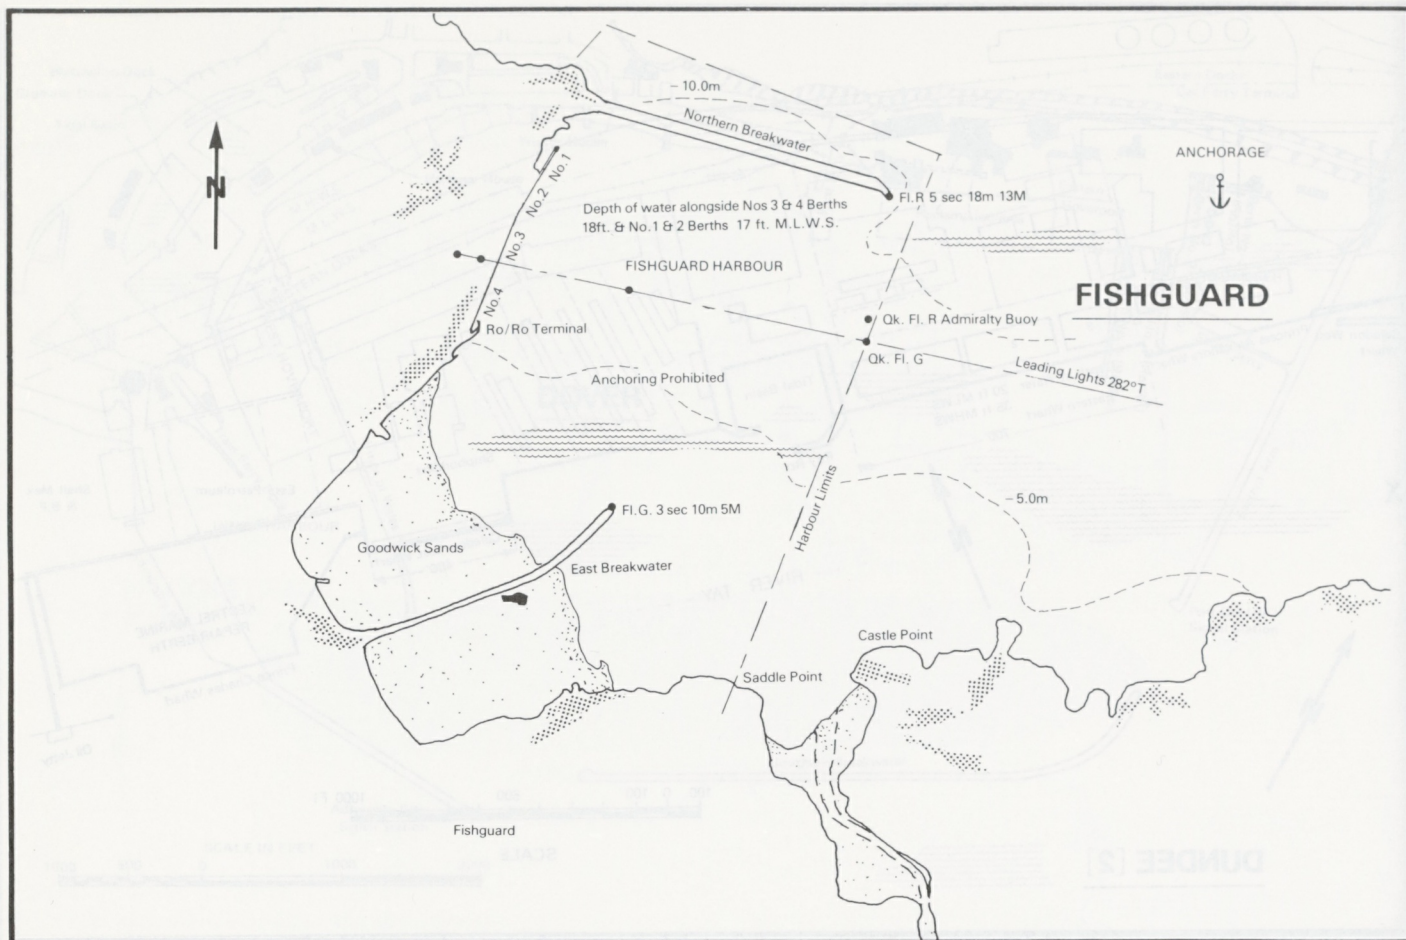 -10.0m
Northern Breakwater
ANCHORAGE
N
No.1
No.2
Fl.R 5 sec 18m 13M
Depth of water alongside Nos 3 & 4 Berths
18ft. & No.1 & 2 Berths 17 ft. M.L.W.S.
No.3
FISHGUARD HARBOUR
FISHGUARD
No.4
Qk. Fl. R Admiralty Buoy
Ro/Ro Terminal
Qk. Fl. G
Leading Lights 282°T
Anchoring Prohibited
Harbour Limits
-5.0m
Fl.G. 3 sec 10m 5M
Goodwick Sands
East Breakwater
Castle Point
Saddle Point
Fishguard
DUNDEE [2]
SCALE